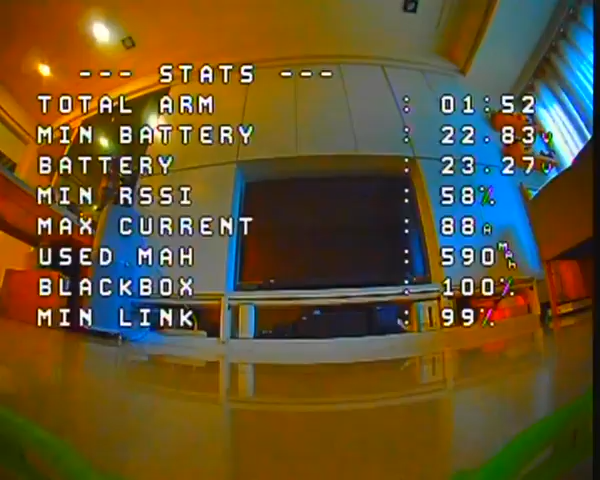 --- STATS ---
TOTAL ARM : 01:52
MIN BATTERY : 22.83V
BATTERY : 23.27V
MIN RSSI : 58%
MAX CURRENT : 88A
USED MAH : 590MAH
BLACKBOX : 100%
MIN LINK : 99%